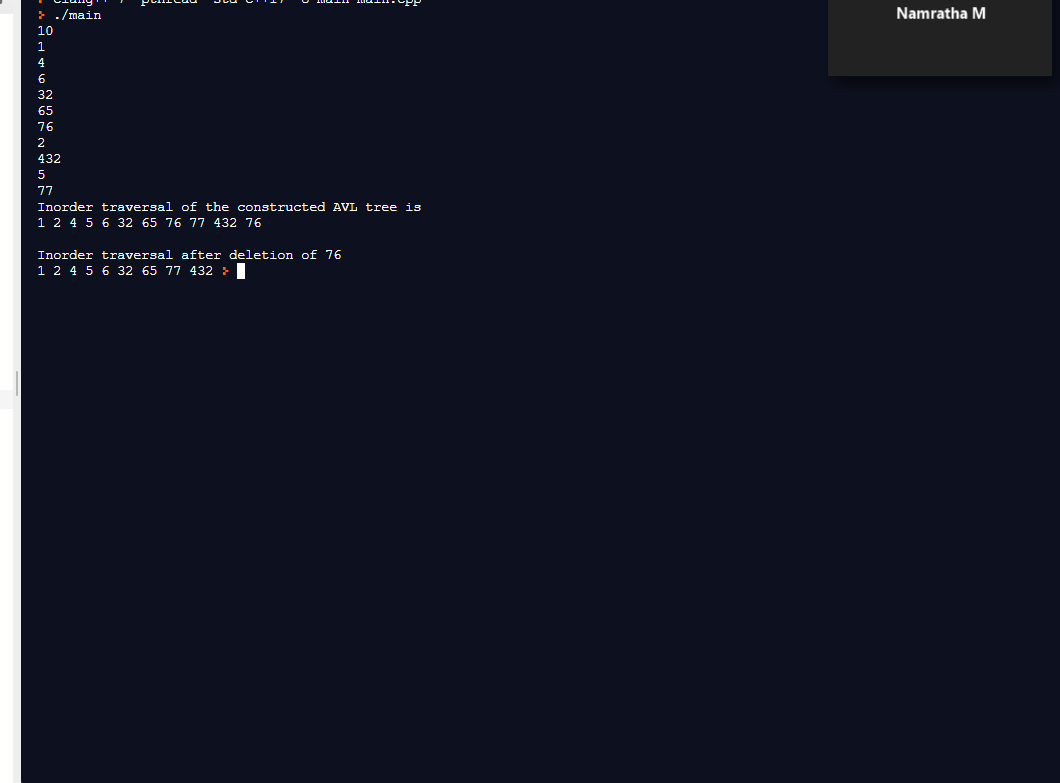 ./main
10
1
4
6
32
65
76
2
432
5
77
Inorder traversal of the constructed AVL tree is
1 2 4 5 6 32 65 76 77 432 76
Inorder traversal after deletion of 76
1 2 4 5 6 32 65 77 432
Namratha M